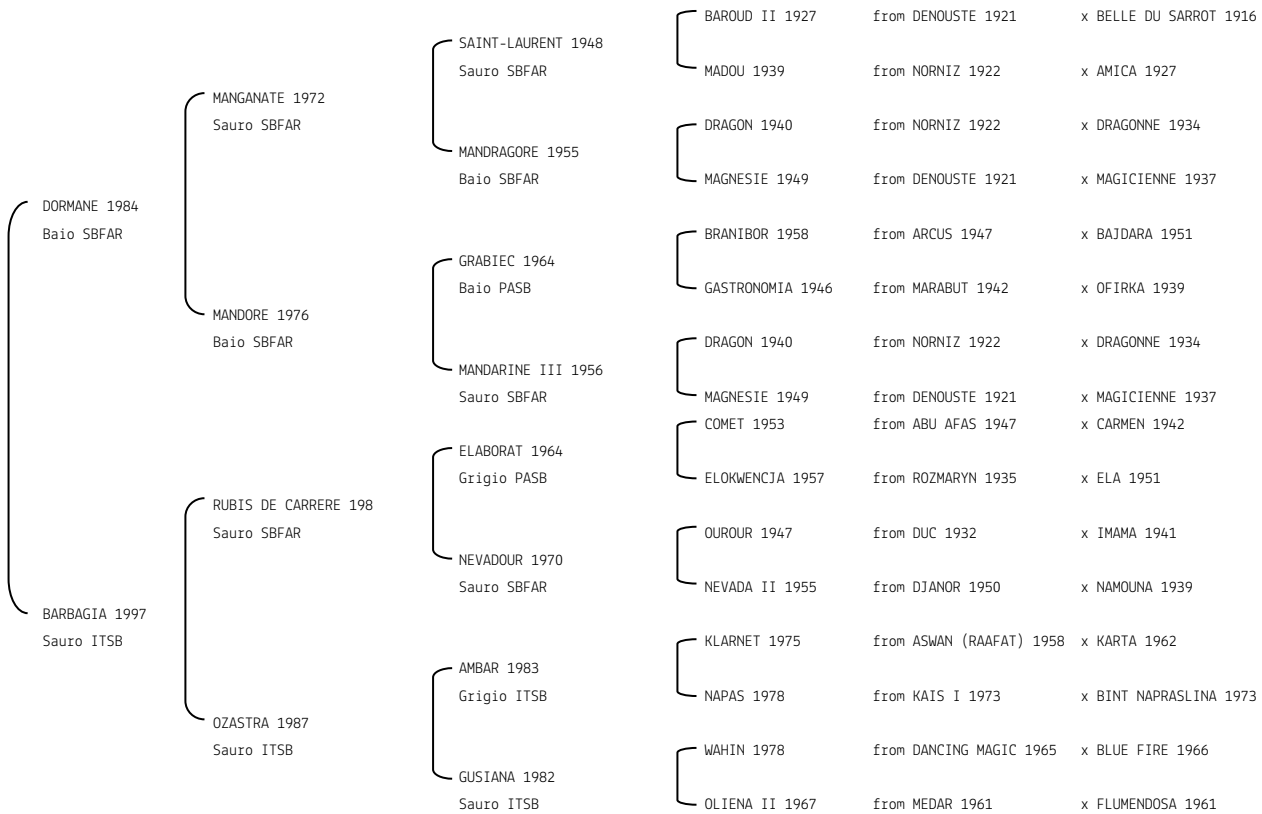 BAROUD II 1927 from DENOUSTE 1921 x BELLE DU SARROT 1916
SAINT-LAURENT 1948
Sauro SBFAR MADOU 1939 from NORNIZ 1922 x AMICA 1927
MANGANATE 1972
Sauro SBFAR DRAGON 1940 from NORNIZ 1922 x DRAGONNE 1934
MANDRAGORE 1955
Baio SBFAR MAGNESIE 1949 from DENOUSTE 1921 x MAGICIENNE 1937
DORMANE 1984
Baio SBFAR BRANIBOR 1958 from ARCUS 1947 x BAJDARA 1951
GRABIEC 1964
Baio PASB GASTRONOMIA 1946 from MARABUT 1942 x OFIRKA 1939
MANDORE 1976
Baio SBFAR DRAGON 1940 from NORNIZ 1922 x DRAGONNE 1934
MANDARINE III 1956
Sauro SBFAR MAGNESIE 1949 from DENOUSTE 1921 x MAGICIENNE 1937
COMET 1953 from ABU AFAS 1947 x CARMEN 1942
ELABORAT 1964
Grigio PASB ELOKWENCJA 1957 from ROZMARYN 1935 x ELA 1951
RUBIS DE CARRERE 198
Sauro SBFAR OUROUR 1947 from DUC 1932 x IMAMA 1941
NEVADOUR 1970
Sauro SBFAR NEVADA II 1955 from DJANOR 1950 x NAMOUNA 1939
BARBAGIA 1997
Sauro ITSB KLARNET 1975 from ASWAN (RAAFAT) 1958 x KARTA 1962
AMBAR 1983
Grigio ITSB NAPAS 1978 from KAIS I 1973 x BINT NAPRASLINA 1973
OZASTRA 1987
Sauro ITSB WAHIN 1978 from DANCING MAGIC 1965 x BLUE FIRE 1966
GUSIANA 1982
Sauro ITSB OLIENA II 1967 from MEDAR 1961 x FLUMENDOSA 1961